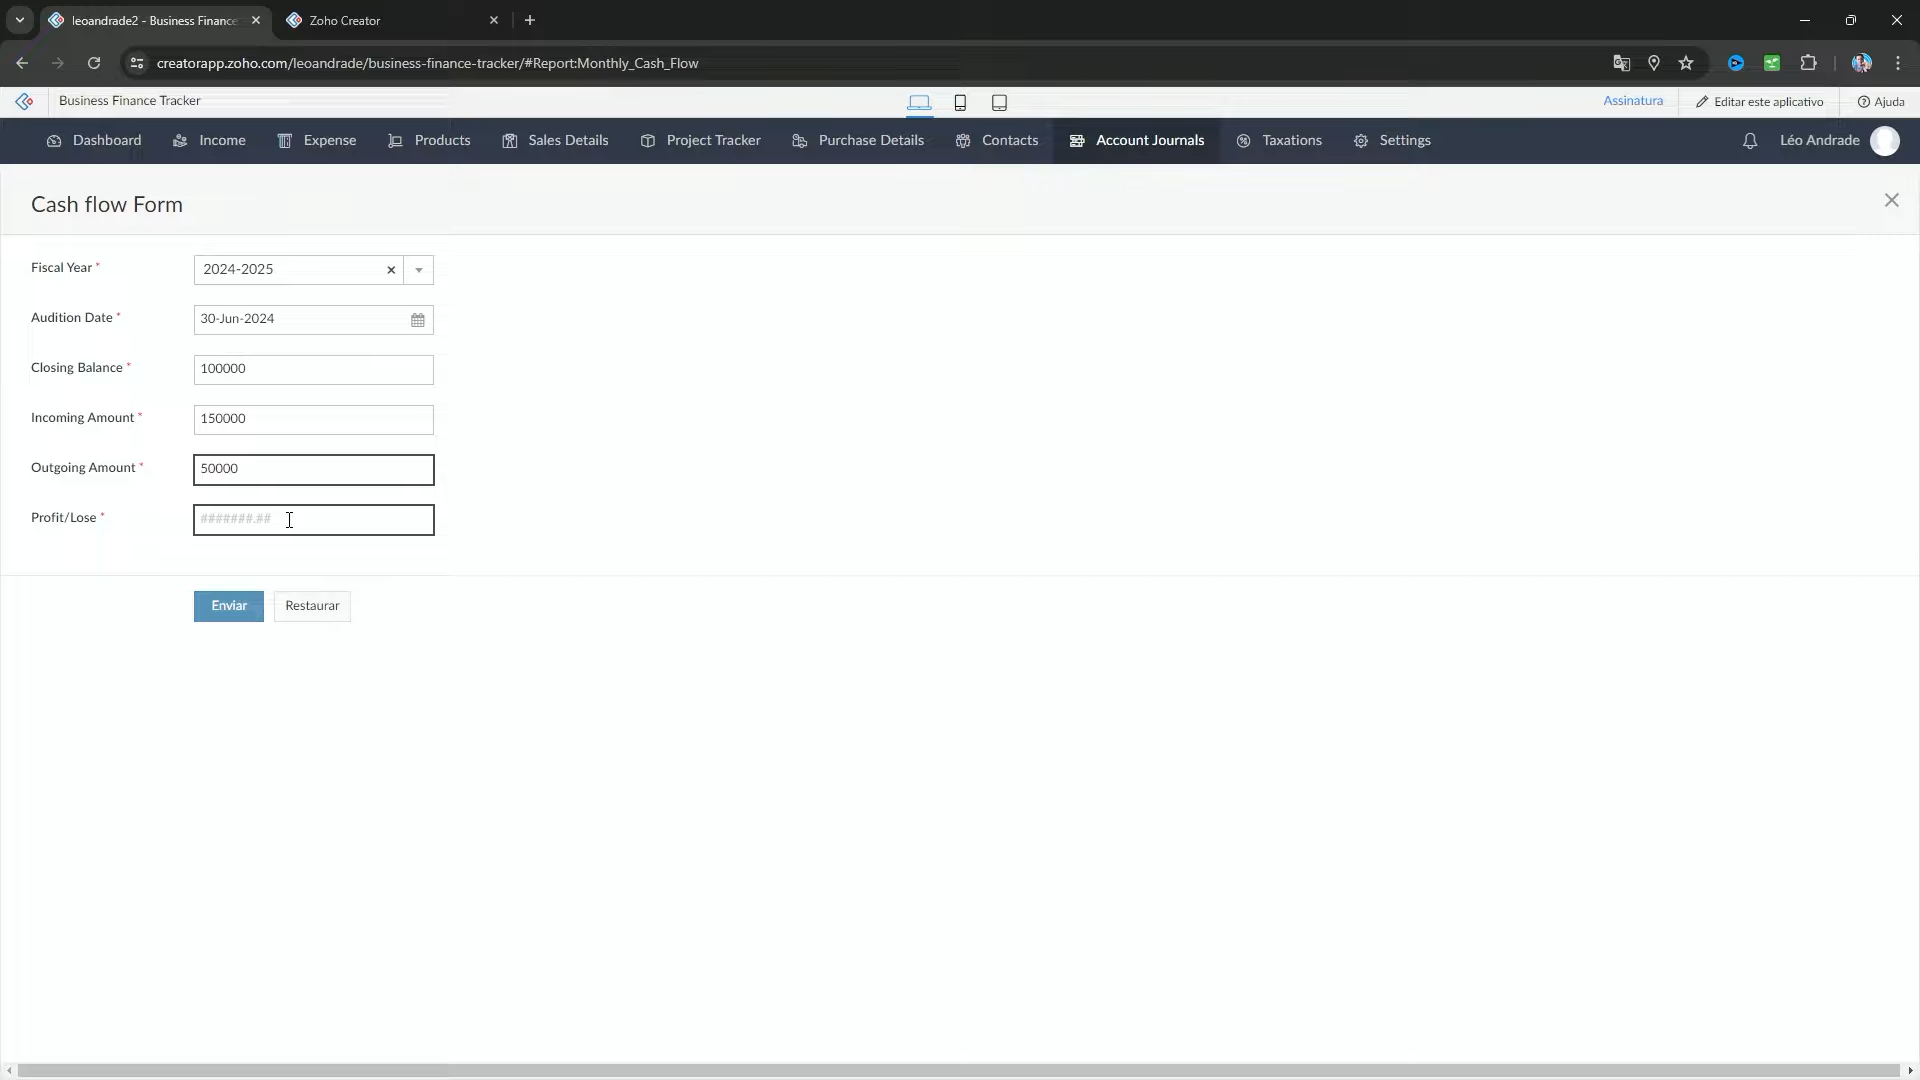 leoandrade2 - Business Finance
Zoho Creator
creatorapp.zoho.com/leoandrade/business-finance-tracker/#Report:Monthly_Cash_Flow
Business Finance Tracker
Assinatura
Editar este aplicativo
Ajuda
Dashboard
Income
Expense
Products
Sales Details
Project Tracker
Purchase Details
Contacts
Account Journals
Taxations
Settings
Léo Andrade
Cash flow Form
Fiscal Year *
2024-2025
Audition Date *
30-Jun-2024
Closing Balance *
100000
Incoming Amount *
150000
Outgoing Amount *
50000
Profit/Lose *
#######.##
Enviar
Restaurar